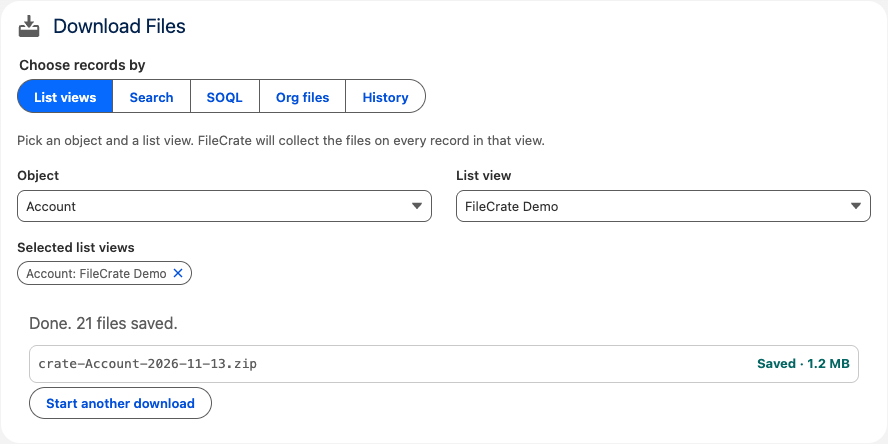 Download Files
Choose records by
List views Search SOQL Org files History
Pick an object and a list view. FileCrate will collect the files on every record in that view.
Object List view
Account FileCrate Demo
Selected list views
Account: FileCrate Demo
Done. 21 files saved.
crate-Account-2026-11-13.zip Saved · 1.2 MB
Start another download